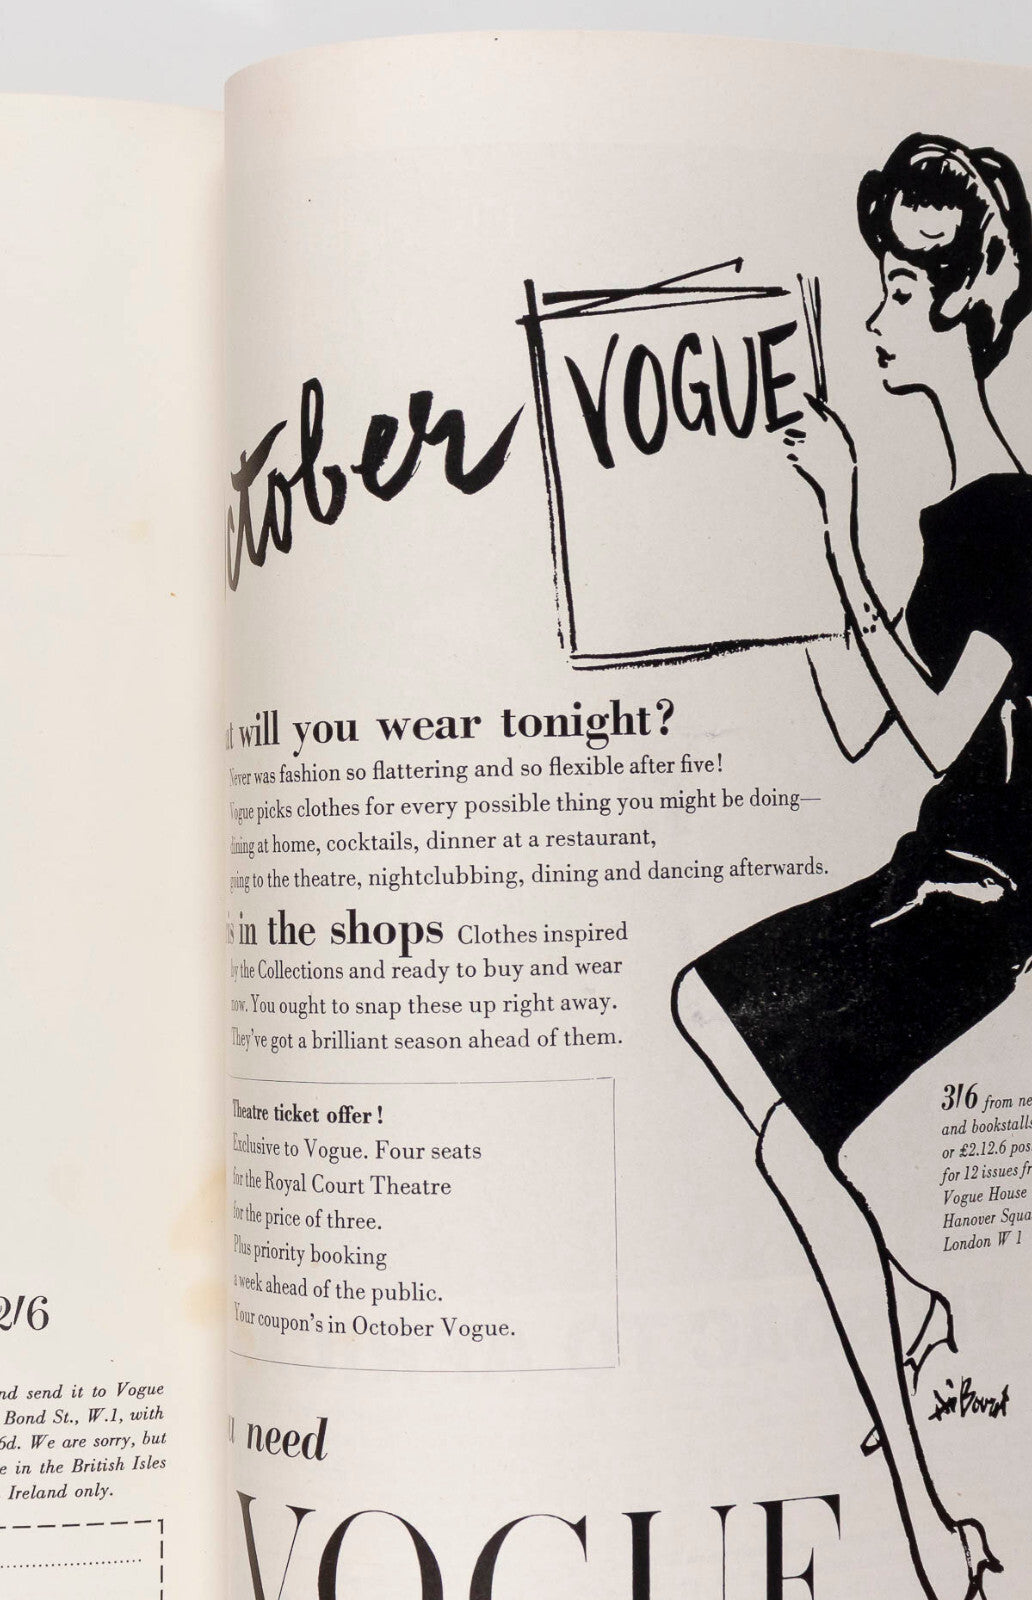 2/6
nd send it to Vogue
Bond St., W.1, with
6d. We are sorry, but
e in the British Isles
Ireland only.
ctober
VOGUE
t will you wear tonight?
Never was fashion so flattering and so flexible after five!
Vogue picks clothes for every possible thing you might be doing—
dining at home, cocktails, dinner at a restaurant,
going to the theatre, nightclubbing, dining and dancing afterwards.
is in the shops Clothes inspired
by the Collections and ready to buy and wear
now. You ought to snap these up right away.
They've got a brilliant season ahead of them.
Theatre ticket offer!
Exclusive to Vogue. Four seats
for the Royal Court Theatre
for the price of three.
Plus priority booking
a week ahead of the public.
Your coupon's in October Vogue.
3/6 from ne
and bookstalls
or £2.12.6 pos
for 12 issues fr
Vogue House
Hanover Squa
London W 1
u need
VOGUE